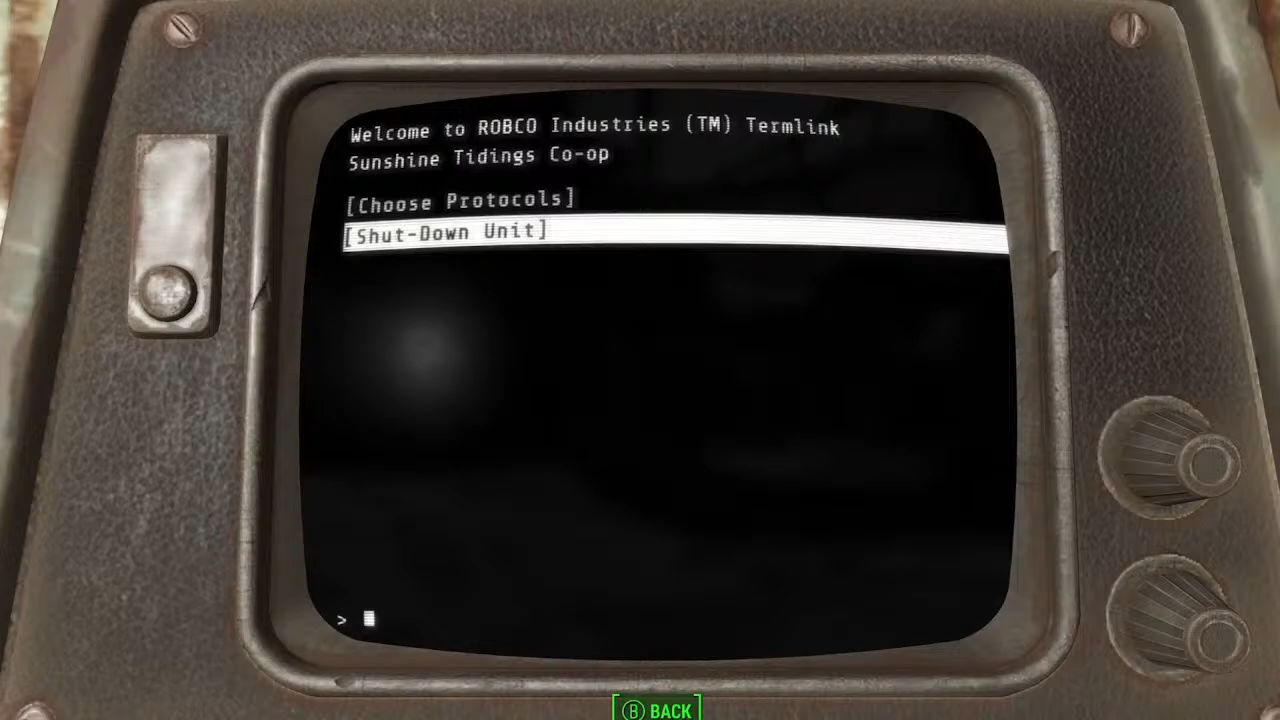 Welcome to ROBCO Industries (TM) Termlink
Sunshine Tidings Co-op
[Choose Protocols]
[Shut-Down Unit]
>
B BACK